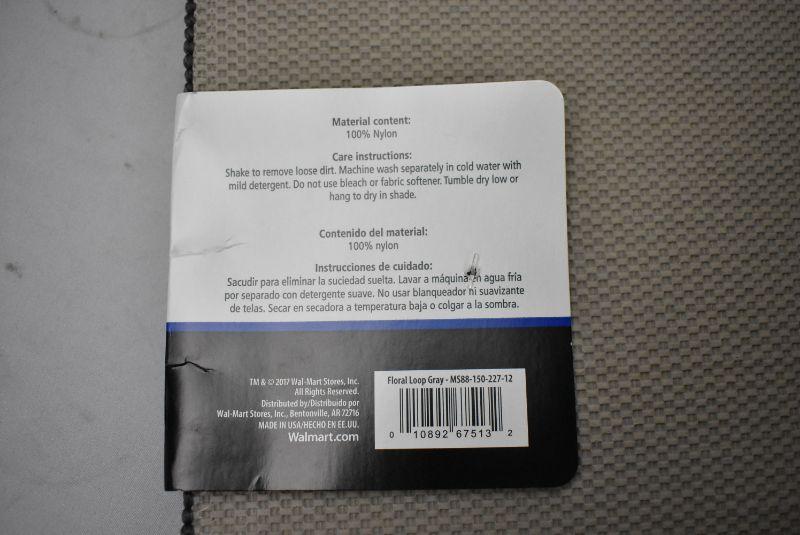 Material content:
100% Nylon
Care instructions:
Shake to remove loose dirt. Machine wash separately in cold water with
mild detergent. Do not use bleach or fabric softener. Tumble dry low or
hang to dry in shade.
Contenido del material:
100% nylon
Instrucciones de cuidado:
Sacudir para eliminar la suciedad suelta. Lavar a máquina en agua fría
por separado con detergente suave. No usar blanqueador ni suavizante
de telas. Secar en secadora a temperatura baja o colgar a la sombra.
TM & © 2017 Wal-Mart Stores, Inc.
All Rights Reserved.
Distributed by/Distribuido por
Wal-Mart Stores, Inc., Bentonville, AR 72716
MADE IN USA/HECHO EN EE.UU.
Walmart.com
Floral Loop Gray - MS88-150-227-12
0 10892 67513 2